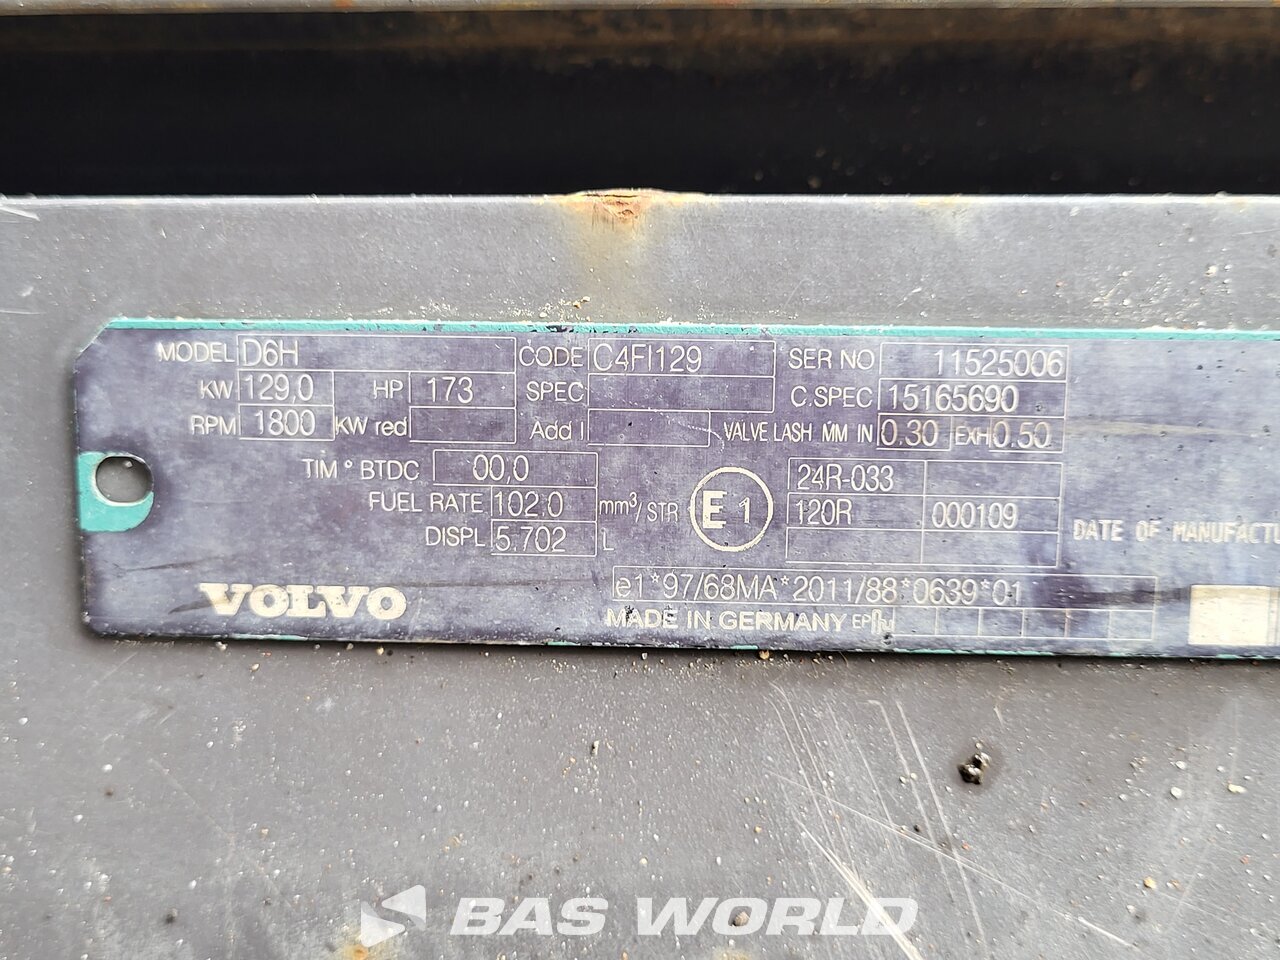 MODEL D6H CODE C4FI129 SER NO 11525006
KW 129,0 HP 173 SPEC C.SPEC 15165690
RPM 1800 KW red Add I VALVE LASH MM IN 0.30 EXH 0.50
TIM ° BTDC 00,0 24R-033
FUEL RATE 102.0 mm³/STR E1 120R 000109
DISPL 5.702 L DATE OF MANUFACTU
e1*97/68MA*2011/88*0639*01
VOLVO MADE IN GERMANY
BAS WORLD